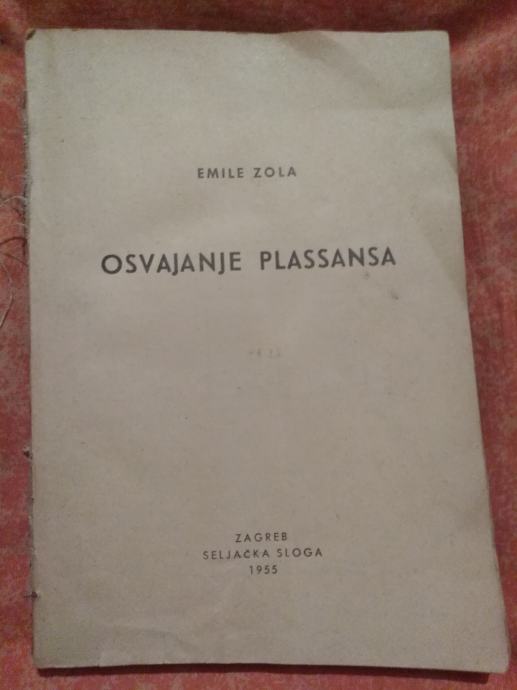 EMILE ZOLA
OSVAJANJE PLASSANSA
ZAGREB
SELJAČKA SLOGA
1955